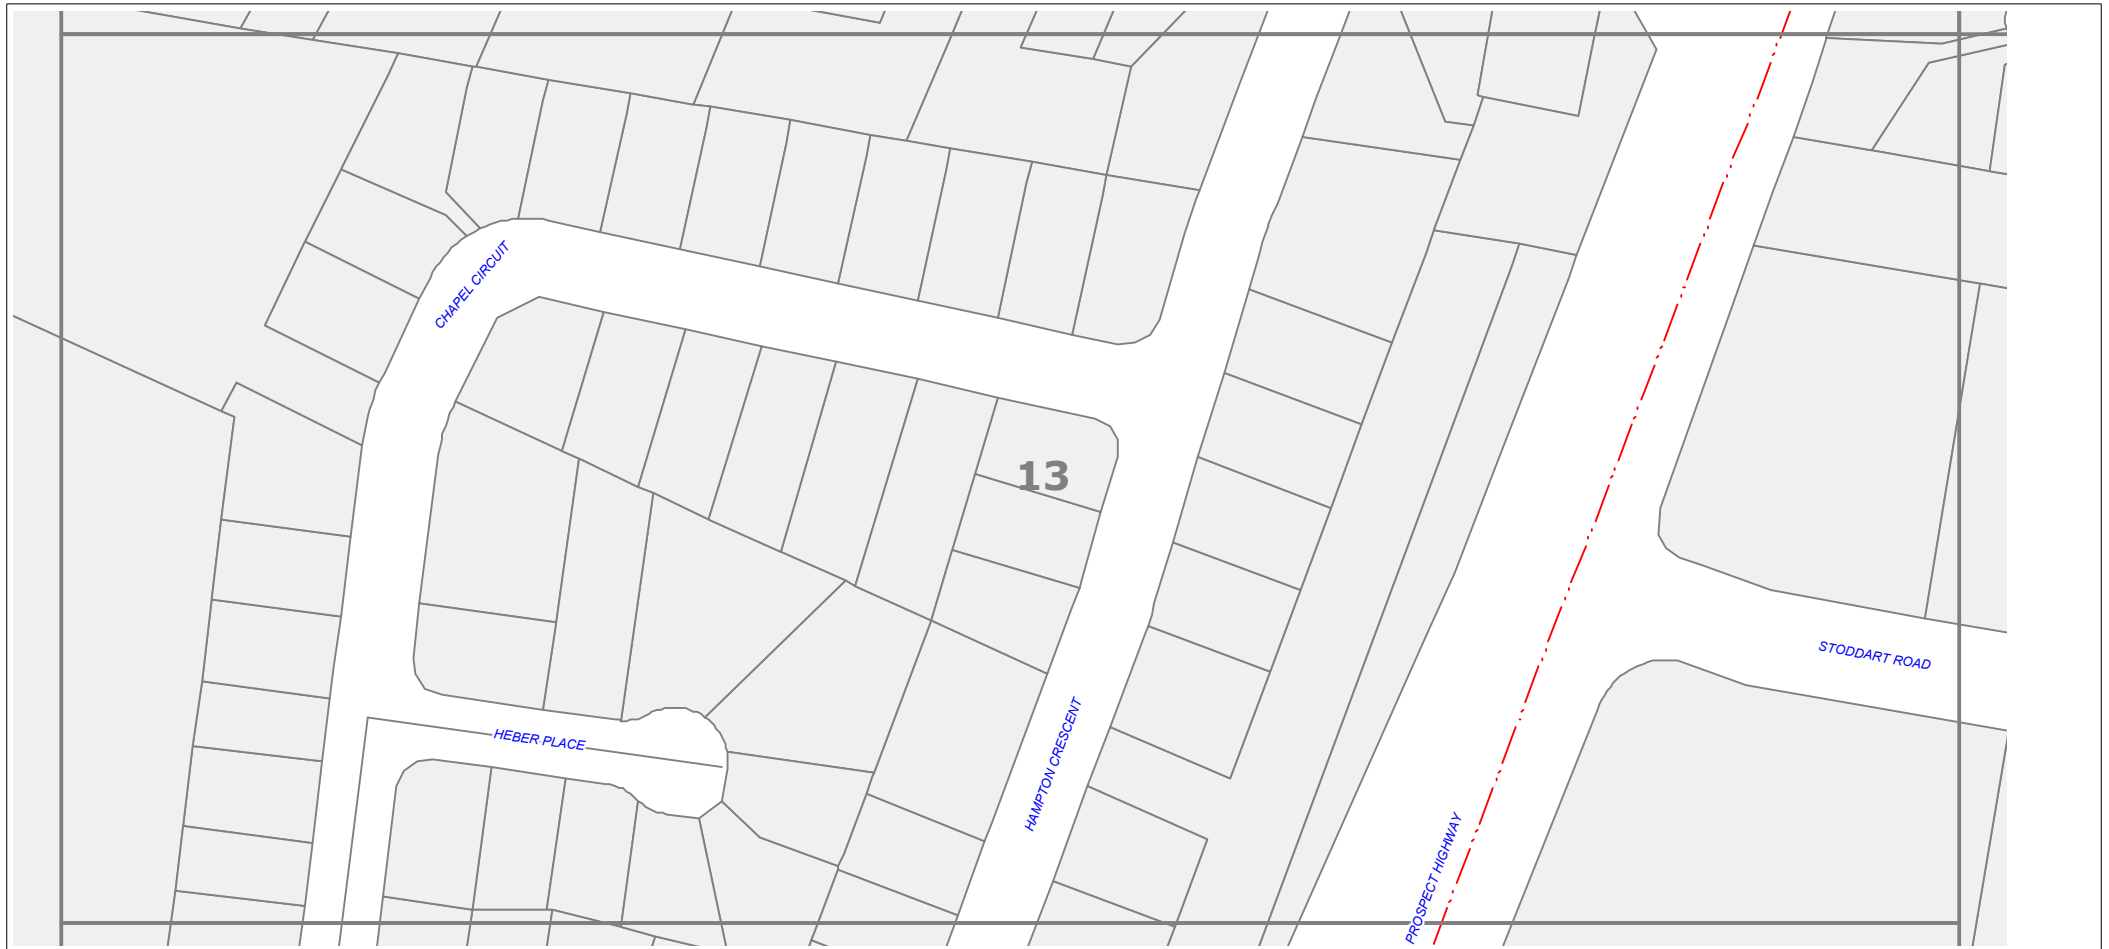 CHAPEL CIRCUIT
13
STODDART ROAD
HEBER PLACE
HAMPTON CRESCENT
PROSPECT HIGHWAY